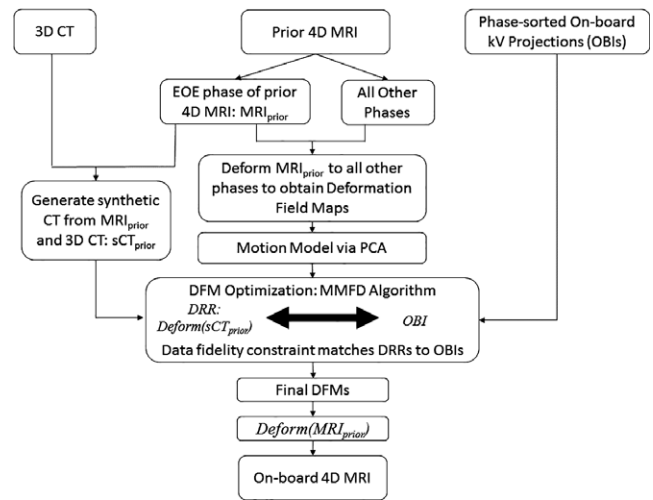 3D CT
Prior 4D MRI
Phase-sorted On-board
kV Projections (OBIs)
EOE phase of prior
4D MRI: MRIprior
All Other
Phases
Deform MRIprior to all other
phases to obtain Deformation
Field Maps
Generate synthetic
CT from MRIprior
and 3D CT: sCTprior
Motion Model via PCA
DFM Optimization: MMFD Algorithm
DRR:
Deform(sCTprior)
OBI
Data fidelity constraint matches DRRs to OBIs
Final DFMs
Deform(MRIprior)
On-board 4D MRI